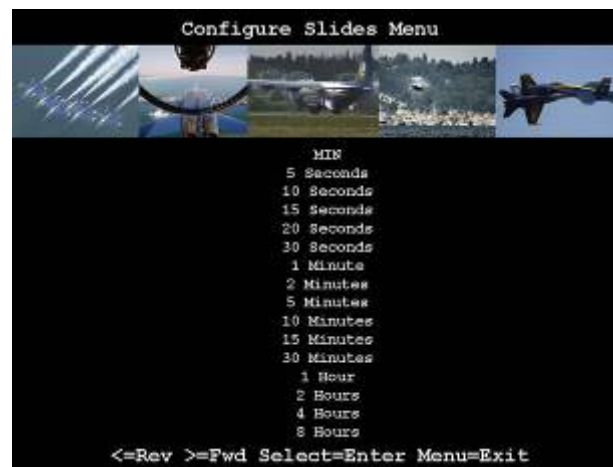 Configure Slides Menu
MIN
5 Seconds
10 Seconds
15 Seconds
20 Seconds
30 Seconds
1 Minute
2 Minutes
5 Minutes
10 Minutes
15 Minutes
30 Minutes
1 Hour
2 Hours
4 Hours
8 Hours
<=Rev >=Fwd Select=Enter Menu=Exit